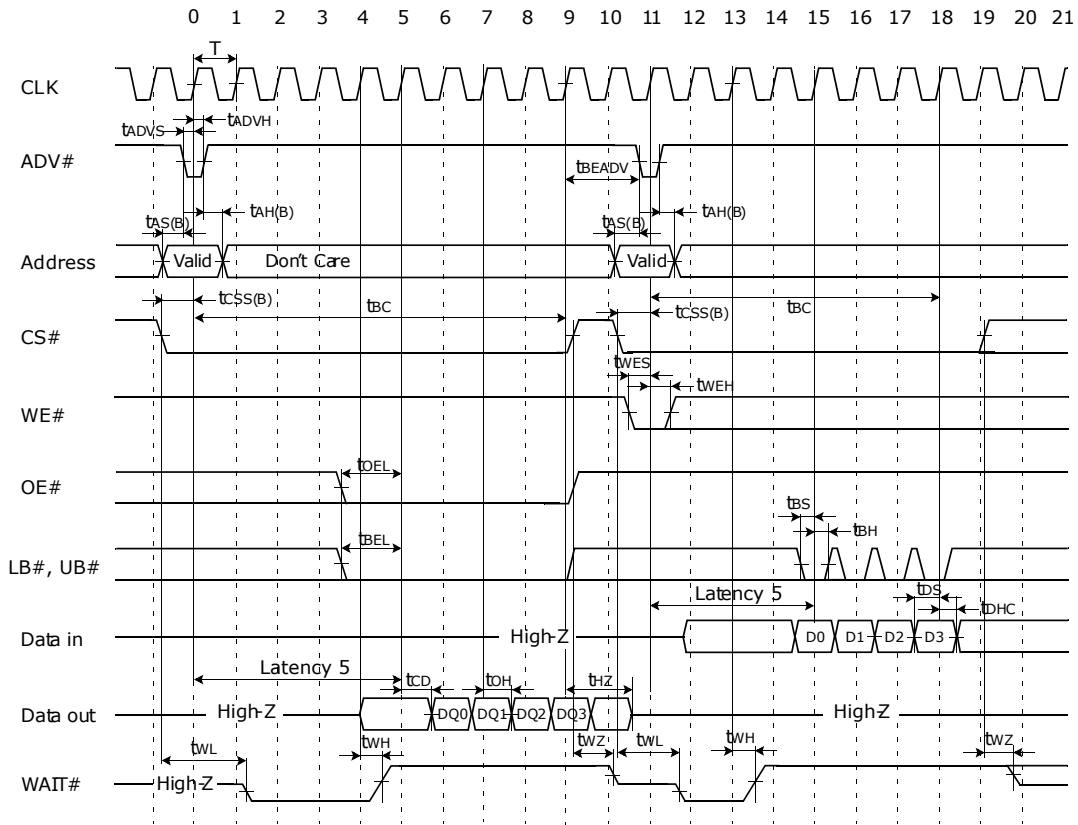 0 1 2 3 4 5 6 7 8 9 10 11 12 13 14 15 16 17 18 19 20 21
T
CLK
tADVH
tADVS
ADV#
tBEADV
tAH(B)
tAH(B)
tAS(B)
tAS(B)
Address
Valid
Don't Care
Valid
tCSS(B)
tBC
tCSS(B)
tBC
CS#
tWES
tWEH
WE#
tOEL
OE#
tBS
tBEL
tBH
LB#, UB#
Latency 5
tDS
tDHC
Data in
High-Z
D0 D1 D2 D3
Latency 5
tCD
tOH
tHZ
Data out
High-Z
DQ0 DQ1 DQ2 DQ3
High-Z
tWL
tWH
tWZ
tWL
tWH
tWZ
WAIT#
High-Z